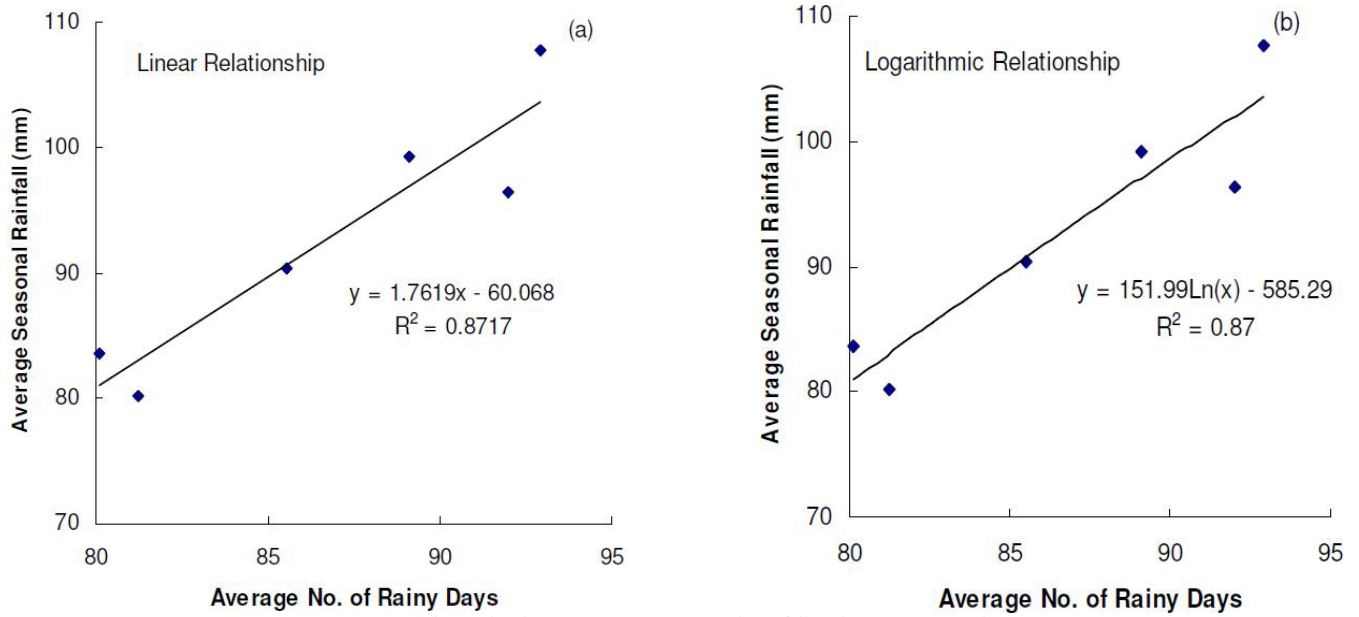 110
(a)
Linear Relationship
100
90
80
70
y = 1.7619x - 60.068
R² = 0.8717
80 85 90 95
Average Seasonal Rainfall (mm)
Average No. of Rainy Days
110
(b)
Logarithmic Relationship
100
90
80
70
y = 151.99Ln(x) - 585.29
R² = 0.87
80 85 90 95
Average Seasonal Rainfall (mm)
Average No. of Rainy Days